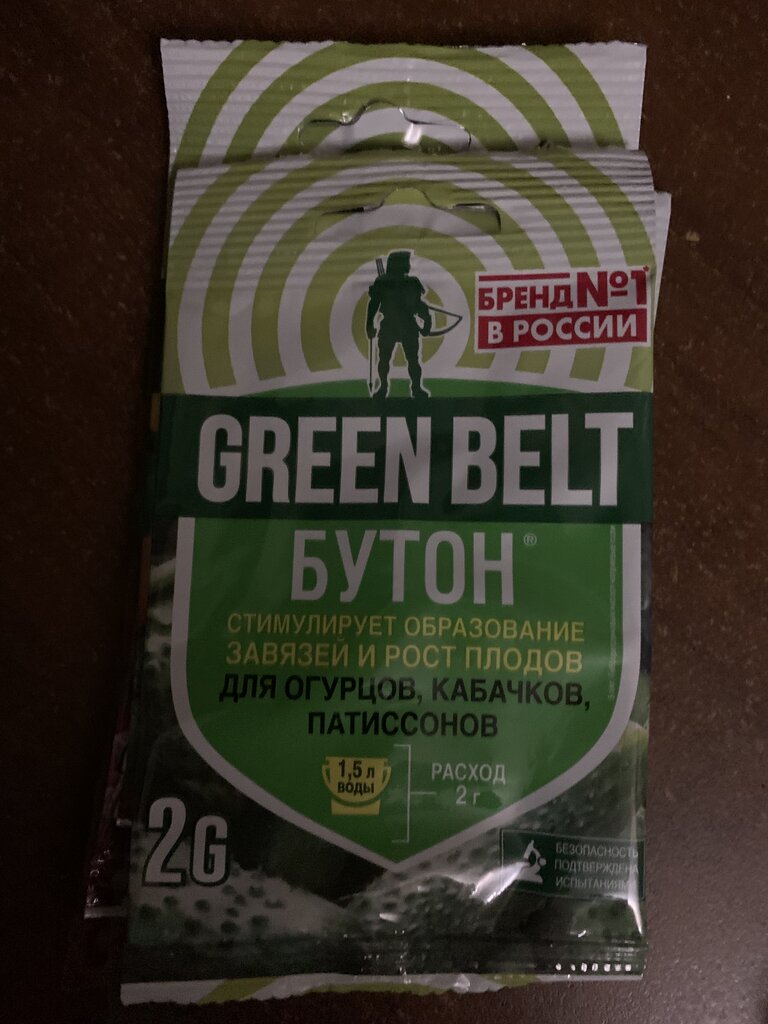 БРЕНД №1*
В РОССИИ
GREEN BELT
БУТОН®
СТИМУЛИРУЕТ ОБРАЗОВАНИЕ
ЗАВЯЗЕЙ И РОСТ ПЛОДОВ
ДЛЯ ОГУРЦОВ, КАБАЧКОВ,
ПАТИССОНОВ
1,5 л
ВОДЫ
РАСХОД
2 г
2G
БЕЗОПАСНОСТЬ
ПОДТВЕРЖДЕНА
ИСПЫТАНИЯМИ